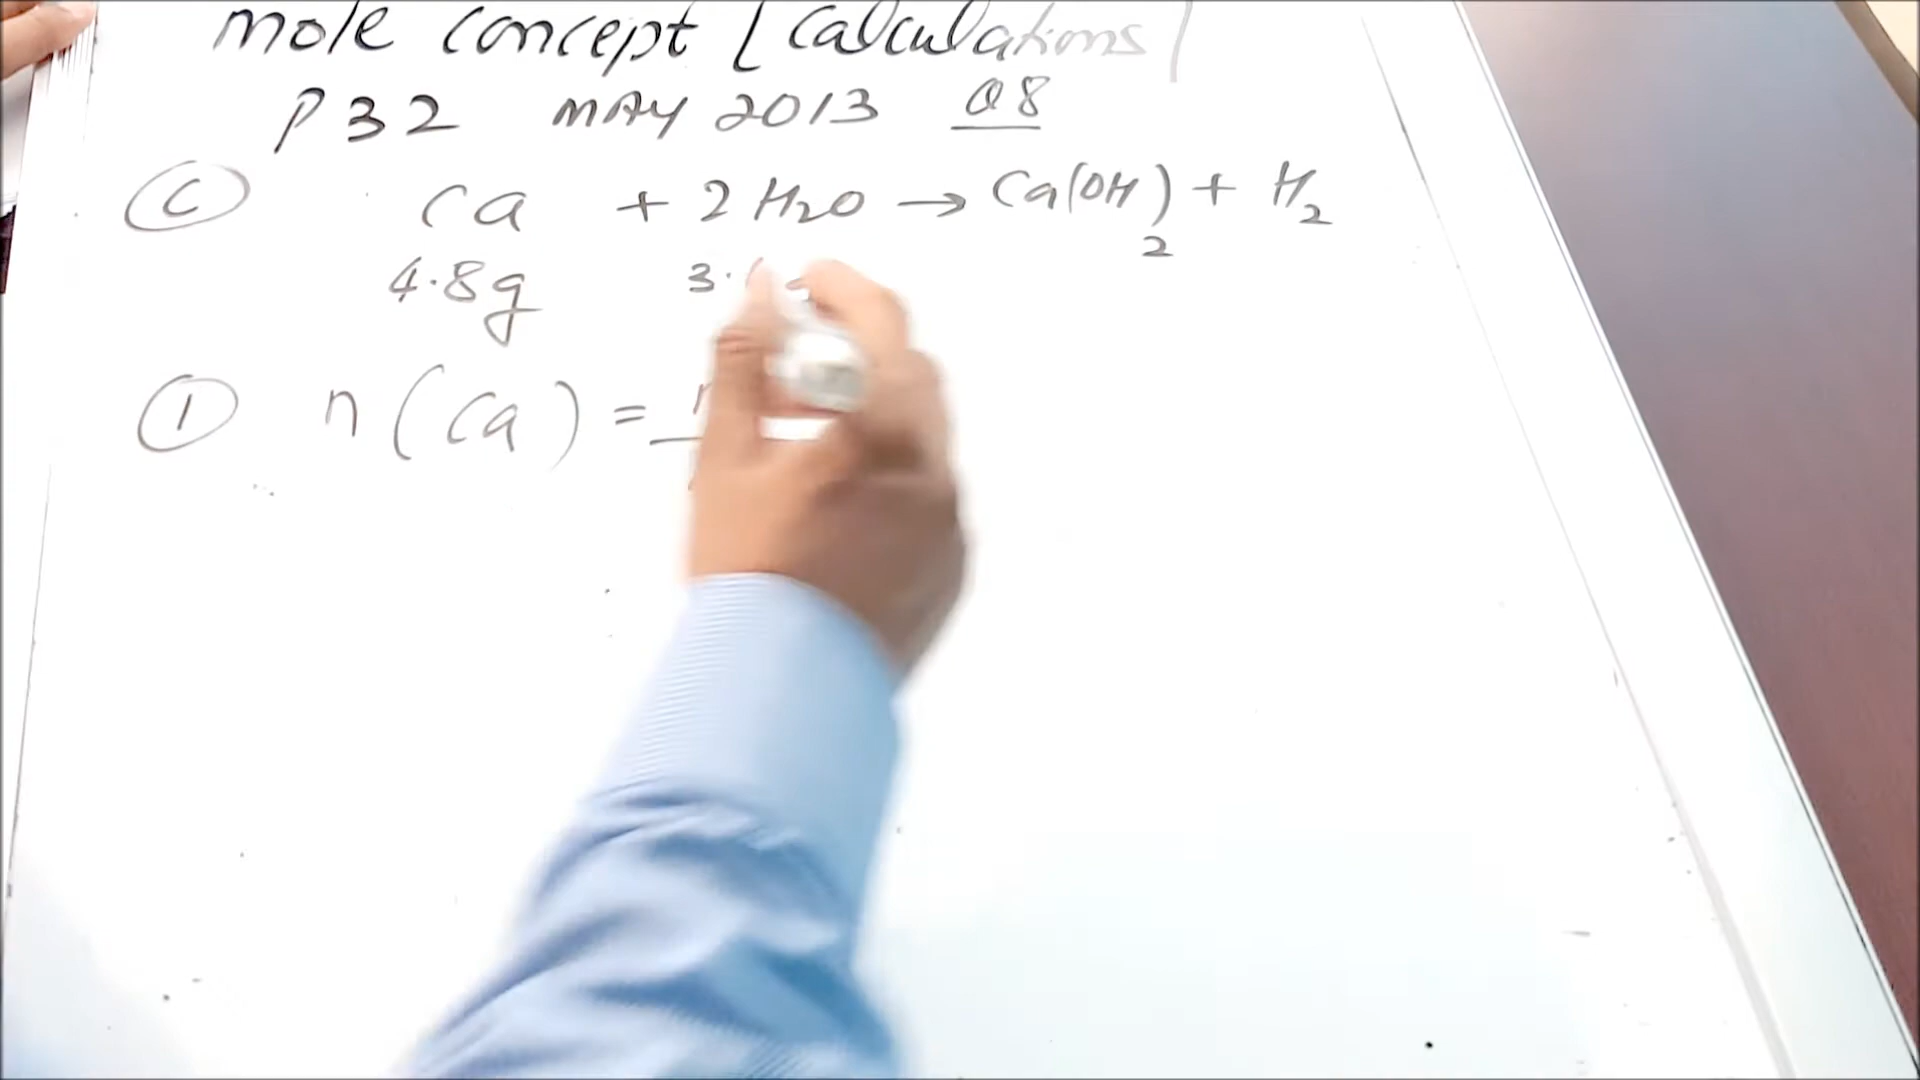 mole concept [Calculations]
P32 MAY 2013 Q8
C Ca + 2H₂O → Ca(OH)₂ + H₂
4.8g 3.
1 n(Ca) =